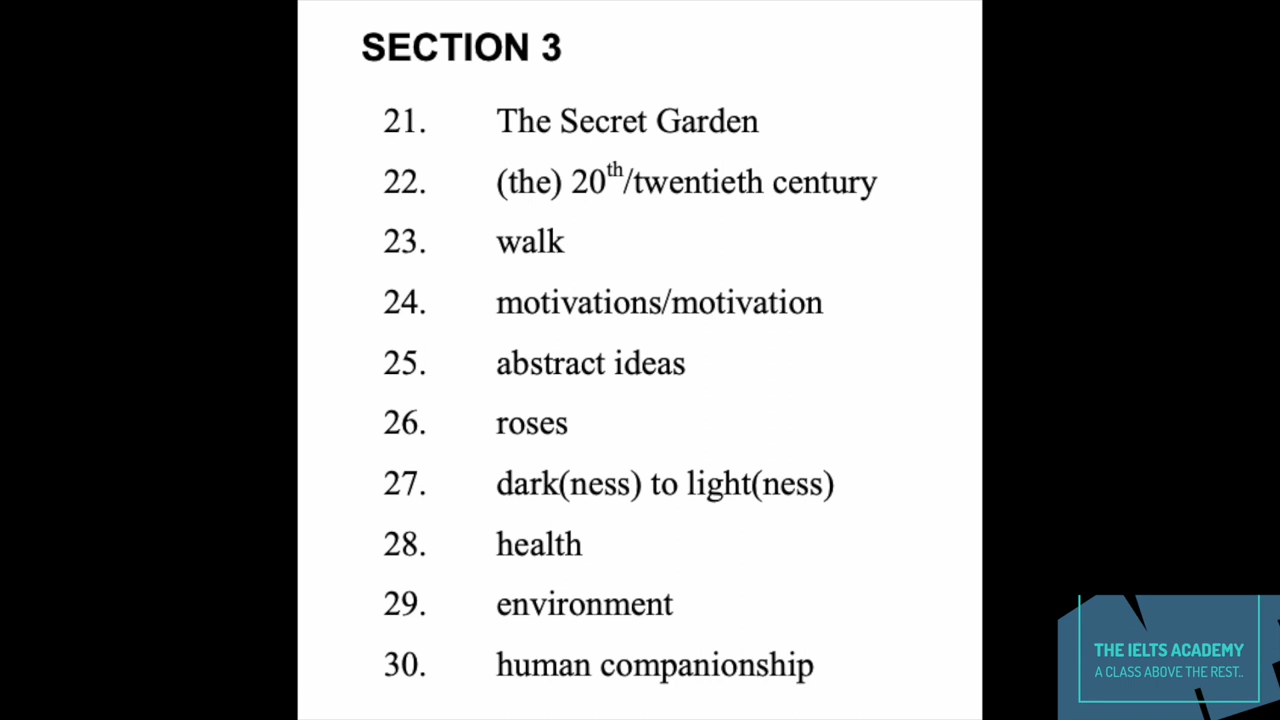 SECTION 3
21. The Secret Garden
22. (the) 20th/twentieth century
23. walk
24. motivations/motivation
25. abstract ideas
26. roses
27. dark(ness) to light(ness)
28. health
29. environment
30. human companionship
THE IELTS ACADEMY
A CLASS ABOVE THE REST..